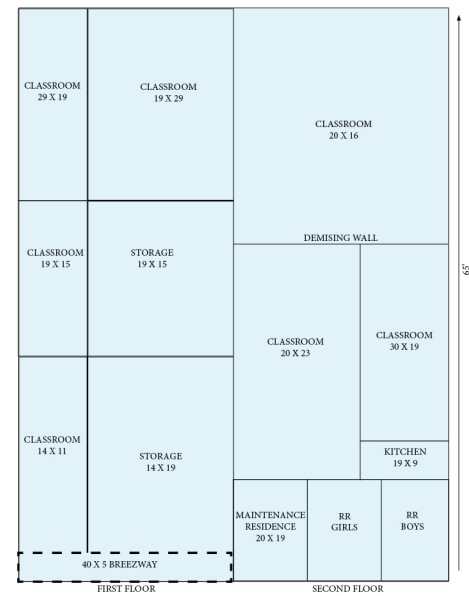 CLASSROOM
29 X 19
CLASSROOM
19 X 29
CLASSROOM
20 X 16
DEMISING WALL
65'
CLASSROOM
19 X 15
STORAGE
19 X 15
CLASSROOM
20 X 23
CLASSROOM
30 X 19
CLASSROOM
14 X 11
STORAGE
14 X 19
KITCHEN
19 X 9
MAINTENANCE
RESIDENCE
20 X 19
RR
GIRLS
RR
BOYS
40 X 5 BREEZWAY
FIRST FLOOR
SECOND FLOOR